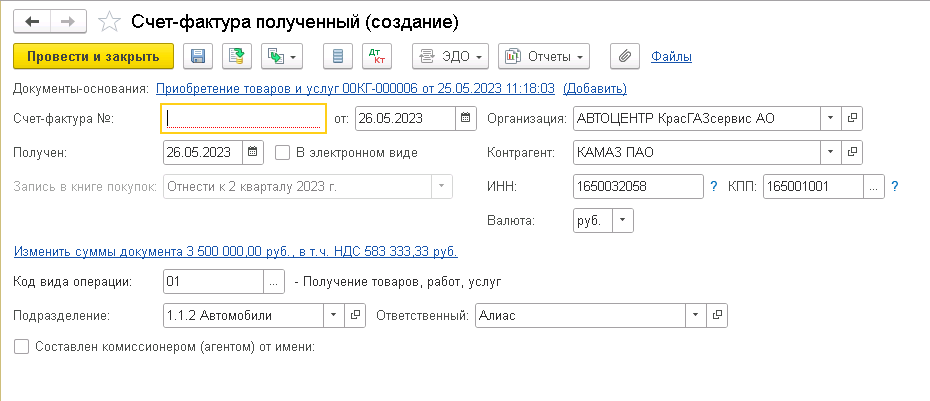 Счет-фактура полученный (создание)
Провести и закрыть Дт Кт ЭДО Отчеты Файлы
Документы-основания: Приобретение товаров и услуг 00КГ-000006 от 25.05.2023 11:18:03 (Добавить)
Счет-фактура №: от: 26.05.2023 Организация: АВТОЦЕНТР КрасГАЗсервис АО
Получен: 26.05.2023 В электронном виде Контрагент: КАМАЗ ПАО
Запись в книге покупок: Отнести к 2 кварталу 2023 г. ИНН: 1650032058 ? КПП: 165001001 ... ?
Валюта: руб.
Изменить суммы документа 3 500 000,00 руб., в т.ч. НДС 583 333,33 руб.
Код вида операции: 01 ... - Получение товаров, работ, услуг
Подразделение: 1.1.2 Автомобили Ответственный: Алиас
Составлен комиссионером (агентом) от имени: